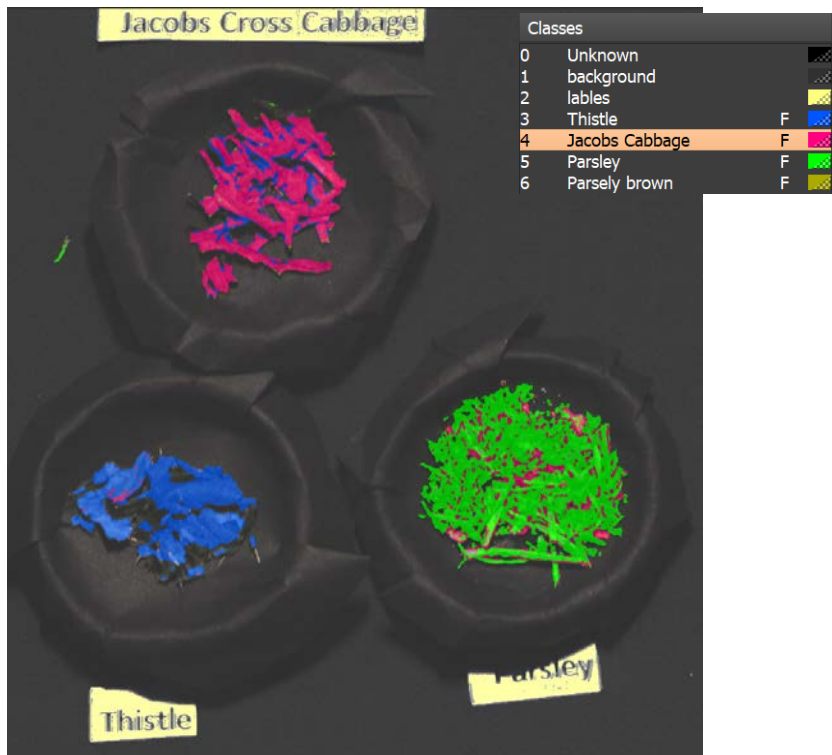 Jacobs Cross Cabbage
Classes
0 Unknown
1 background
2 lables
3 Thistle F
4 Jacobs Cabbage F
5 Parsley F
6 Parsely brown F
Parsley
Thistle